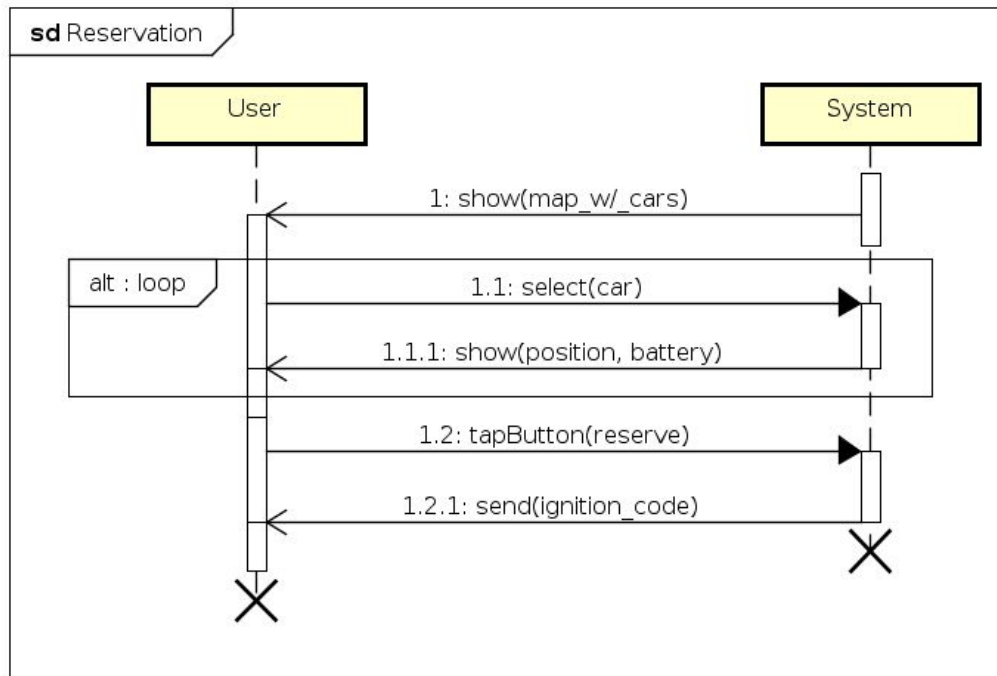 sd Reservation
User
System
1: show(map_w/_cars)
alt : loop
1.1: select(car)
1.1.1: show(position, battery)
1.2: tapButton(reserve)
1.2.1: send(ignition_code)